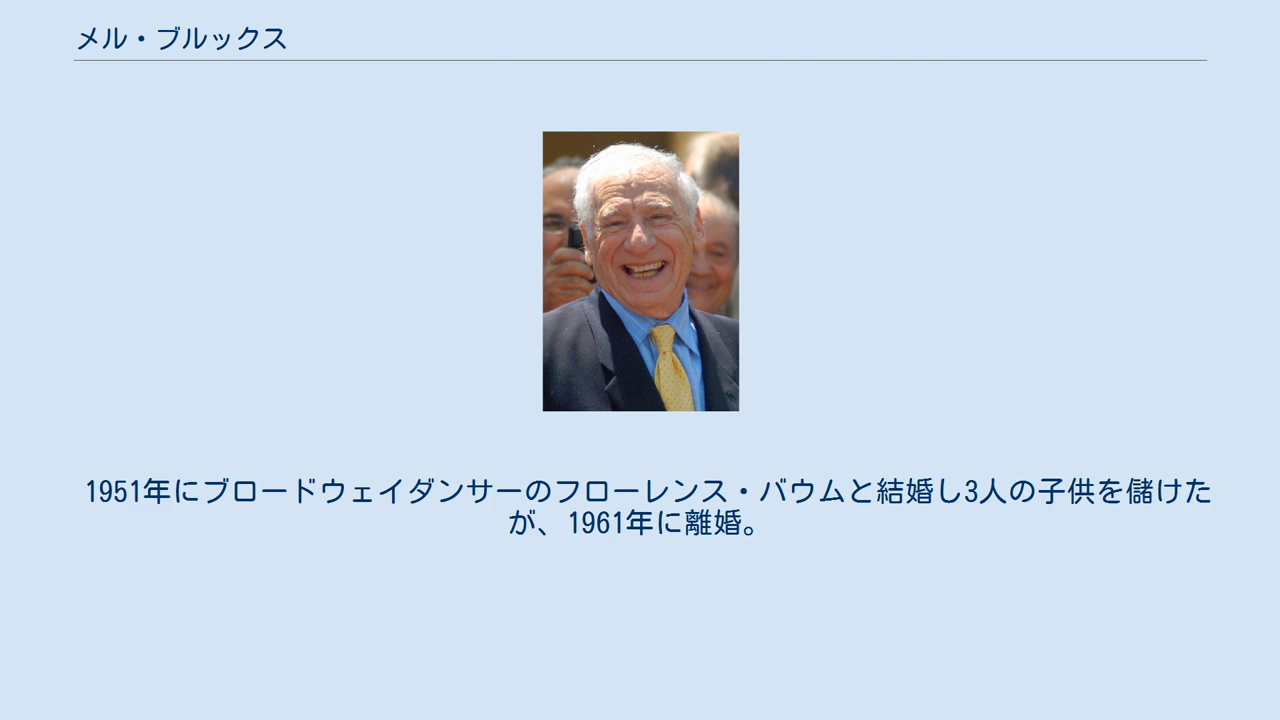 メル・ブルックス
1951年にブロードウェイダンサーのフローレンス・バウムと結婚し3人の子供を儲けた
が、1961年に離婚。